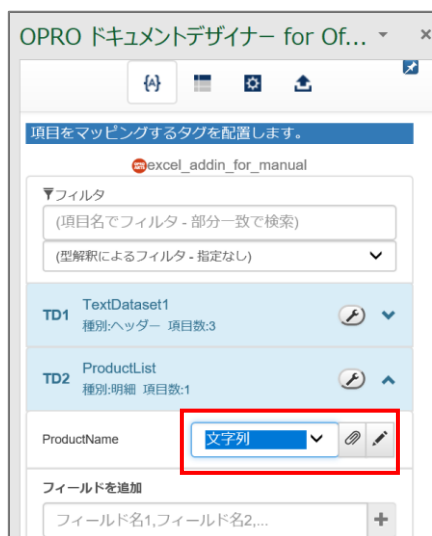 OPRO ドキュメントデザイナー for Of...
項目をマッピングするタグを配置します。
excel_addin_for_manual
フィルタ
(項目名でフィルタ - 部分一致で検索)
(型解釈によるフィルタ - 指定なし)
TD1 TextDataset1
種別:ヘッダー 項目数:3
TD2 ProductList
種別:明細 項目数:1
ProductName 文字列
フィールドを追加
フィールド名1,フィールド名2,...